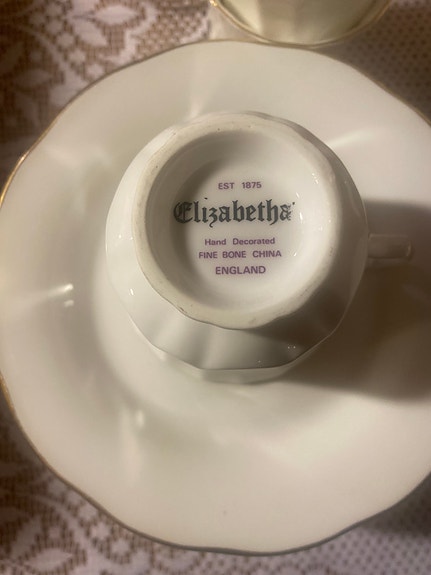 EST 1875
Elizabethan
Hand Decorated
FINE BONE CHINA
ENGLAND